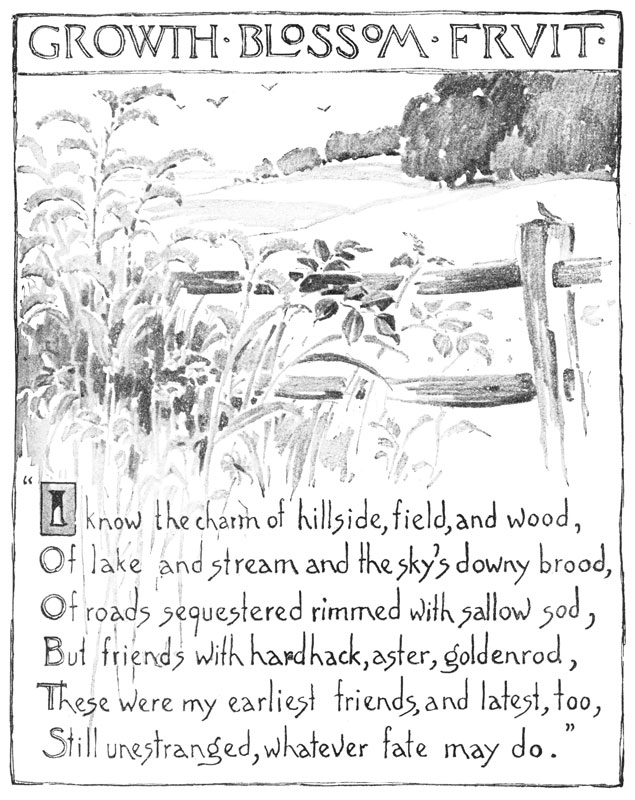 GROWTH · BLOSSOM · FRVIT ·
"I know the charm of hillside, field, and wood,
Of lake and stream and the sky's downy brood,
Of roads sequestered rimmed with sallow sod,
But friends with hardhack, aster, goldenrod,
These were my earliest friends, and latest, too,
Still unestranged, whatever fate may do."